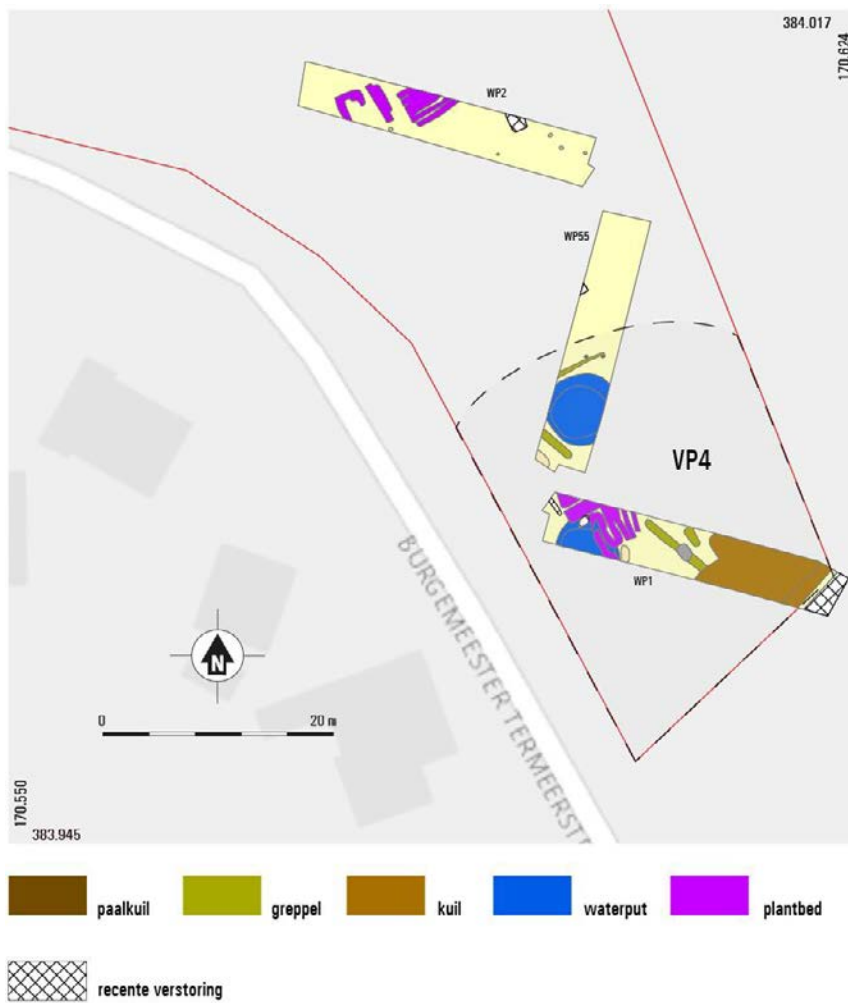 384.017
170.624
WP2
WP55
VP4
WP1
BURGEMEESTER TERMEERSTR
N
0 20 m
170.550
383.945
paalkuil greppel kuil waterput plantbed
recente verstoring